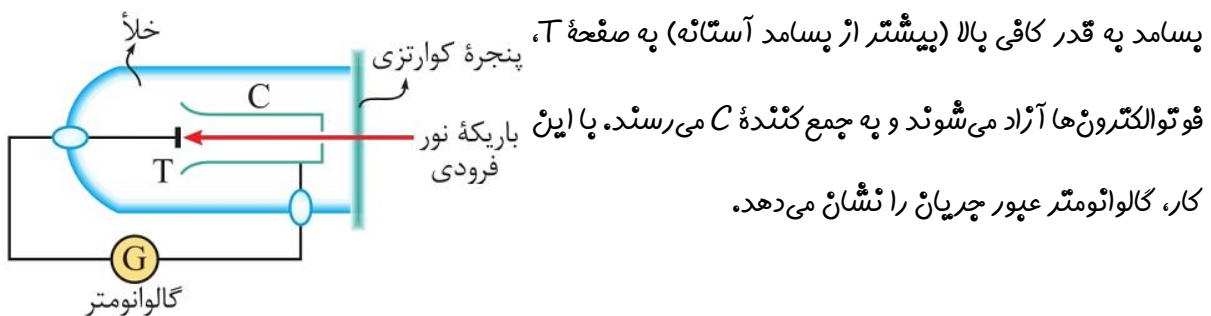 بسامد به قدر کافی بالا (بیشتر از بسامد آستانه) به صفحهٔ T،
فوتوالکترون‌ها آزاد می‌شوند و به جمع کنندهٔ C می‌رسند. با این
کار، گالوانومتر عبور جریان را نشان می‌دهد.
خلأ
پنجرهٔ کوارتزی
C
باریکهٔ نور
فرودی
T
G
گالوانومتر